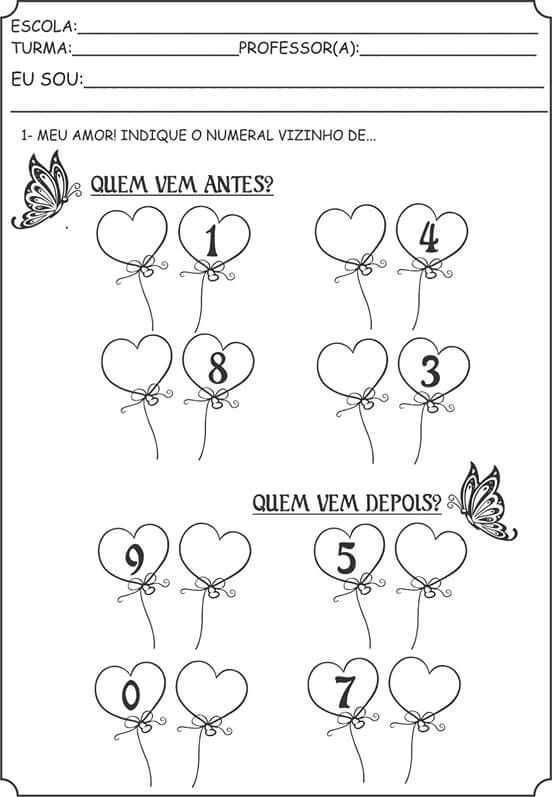 ESCOLA:
TURMA: PROFESSOR(A):
EU SOU:
1- MEU AMOR! INDIQUE O NUMERAL VIZINHO DE...
QUEM VEM ANTES?
1 4
8 3
QUEM VEM DEPOIS?
9 5
0 7